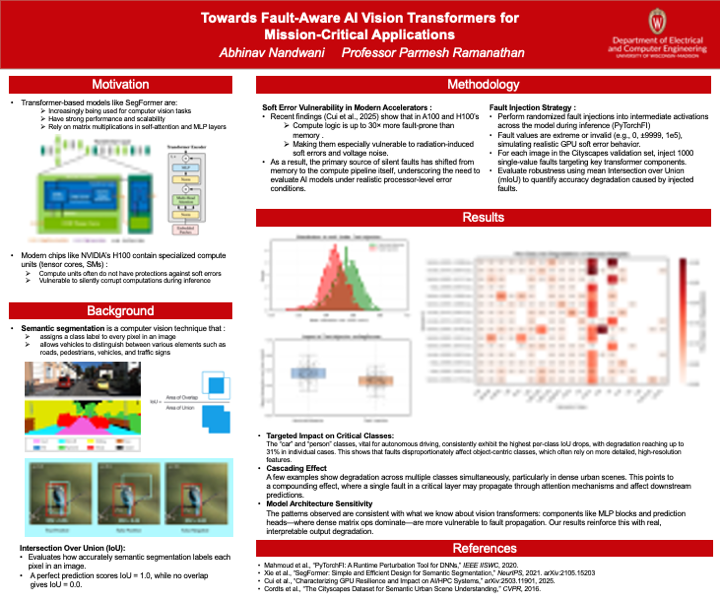 Towards Fault-Aware AI Vision Transformers for
Mission-Critical Applications
Abhinav Nandwani Professor Parmesh Ramanathan
Department of Electrical
and Computer Engineering
UNIVERSITY OF WISCONSIN-MADISON
Motivation
• Transformer-based models like SegFormer are:
➢ Increasingly being used for computer vision tasks
➢ Have strong performance and scalability
➢ Rely on matrix multiplications in self-attention and MLP layers
Transformer Encoder
MLP
Norm
Multi-Head
Attention
Norm
Embedded
Patches
• Modern chips like NVIDIA's H100 contain specialized compute
units (tensor cores, SMs) :
➢ Compute units often do not have protections against soft errors
➢ Vulnerable to silently corrupt computations during inference
Background
• Semantic segmentation is a computer vision technique that :
➢ assigns a class label to every pixel in an image
➢ allows vehicles to distinguish between various elements such as
roads, pedestrians, vehicles, and traffic signs
IoU =
Area of Overlap
Area of Union
Intersection Over Union (IoU):
• Evaluates how accurately semantic segmentation labels each
pixel in an image.
• A perfect prediction scores IoU = 1.0, while no overlap
gives IoU = 0.0.
Methodology
Soft Error Vulnerability in Modern Accelerators :
• Recent findings (Cui et al., 2025) show that in A100 and H100's
➢ Compute logic is up to 30× more fault-prone than
memory .
➢ Making them especially vulnerable to radiation-induced
soft errors and voltage noise.
• As a result, the primary source of silent faults has shifted from
memory to the compute pipeline itself, underscoring the need to
evaluate AI models under realistic processor-level error
conditions.
Fault Injection Strategy :
• Perform randomized fault injections into intermediate activations
across the model during inference (PyTorchFI)
• Fault values are extreme or invalid (e.g., 0, ±9999, 1e5),
simulating realistic GPU soft error behavior.
• For each image in the Cityscapes validation set, inject 1000
single-value faults targeting key transformer components.
• Evaluate robustness using mean Intersection over Union
(mIoU) to quantify accuracy degradation caused by injected
faults.
Results
• Targeted Impact on Critical Classes:
The "car" and "person" classes, vital for autonomous driving, consistently exhibit the highest per-class IoU drops, with degradation reaching up to
31% in individual cases. This shows that faults disproportionately affect object-centric classes, which often rely on more detailed, high-resolution
features.
• Cascading Effect
A few examples show degradation across multiple classes simultaneously, particularly in dense urban scenes. This points to
a compounding effect, where a single fault in a critical layer may propagate through attention mechanisms and affect downstream
predictions.
• Model Architecture Sensitivity
The patterns observed are consistent with what we know about vision transformers: components like MLP blocks and prediction
heads—where dense matrix ops dominate—are more vulnerable to fault propagation. Our results reinforce this with real,
interpretable output degradation.
References
• Mahmoud et al., "PyTorchFI: A Runtime Perturbation Tool for DNNs," IEEE IISWC, 2020.
• Xie et al., "SegFormer: Simple and Efficient Design for Semantic Segmentation," NeurIPS, 2021. arXiv:2105.15203
• Cui et al., "Characterizing GPU Resilience and Impact on AI/HPC Systems," arXiv:2503.11901, 2025.
• Cordts et al., "The Cityscapes Dataset for Semantic Urban Scene Understanding," CVPR, 2016.